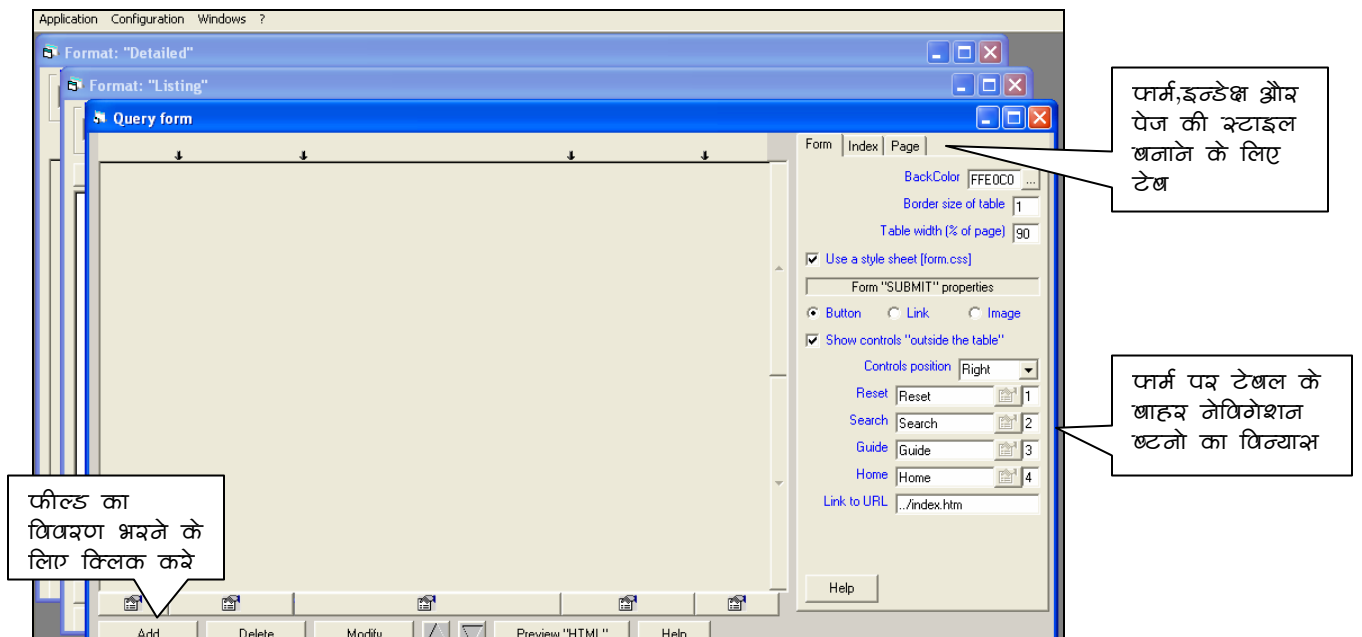 Application Configuration Windows ?
Format: "Detailed"
Format: "Listing"
Query form
Form Index Page
BackColor FFE0C0 ...
Border size of table 1
Table width (% of page) 90
Use a style sheet [form.css]
Form "SUBMIT" properties
Button Link Image
Show controls "outside the table"
Controls position Right
Reset Reset 1
Search Search 2
Guide Guide 3
Home Home 4
Link to URL ../index.htm
Help
Add Delete Modify Preview "HTML" Help
फार्म,इन्डेक्ष और
पेज की स्टाइल
बनाने के लिए
टेब
फार्म पर टेबल के
बाहर नेविगेशन
बटनो का विन्यास
फील्ड का
विवरण भरने के
लिए क्लिक करे